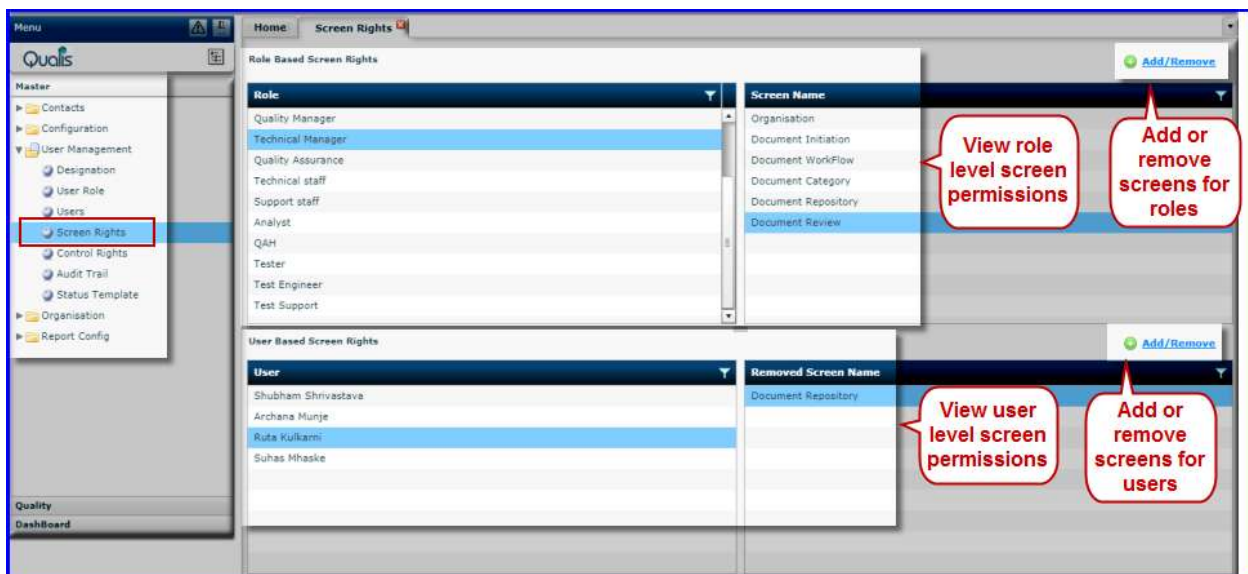 Menu
Qualis
Master
Contacts
Configuration
User Management
Designation
User Role
Users
Screen Rights
Control Rights
Audit Trail
Status Template
Organisation
Report Config
Quality
DashBoard
Home
Screen Rights
Role Based Screen Rights
Add/Remove
Role
Quality Manager
Technical Manager
Quality Assurance
Technical staff
Support staff
Analyst
QAH
Tester
Test Engineer
Test Support
Screen Name
Organisation
Document Initiation
Document WorkFlow
Document Category
Document Repository
Document Review
View role
level screen
permissions
Add or
remove
screens for
roles
User Based Screen Rights
Add/Remove
User
Shubham Shrivastava
Archana Munje
Ruta Kulkarni
Suhas Mhaske
Removed Screen Name
Document Repository
View user
level screen
permissions
Add or
remove
screens for
users